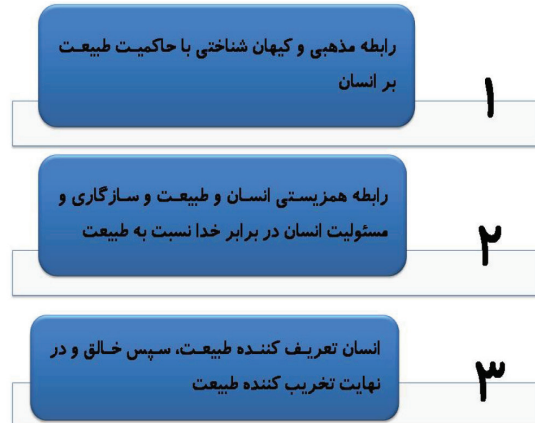 رابطه مذهبی و کیهان شناختی با حاکمیت طبیعت
بر انسان
۱
رابطه همزیستی انسان و طبیعت و سازگاری و
مسئولیت انسان در برابر خدا نسبت به طبیعت
۲
انسان تعریف کننده طبیعت، سپس خالق و در
نهایت تخریب کننده طبیعت
۳